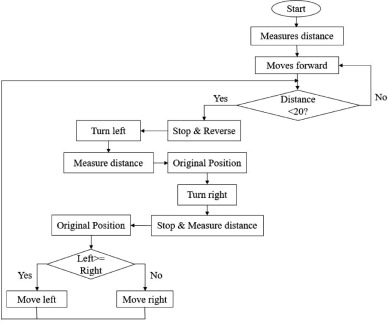 Start
Measures distance
Moves forward
Yes
Distance
<20?
No
Turn left
Stop & Reverse
Measure distance
Original Position
Turn right
Original Position
Stop & Measure distance
Left>=
Right
Yes
No
Move left
Move right